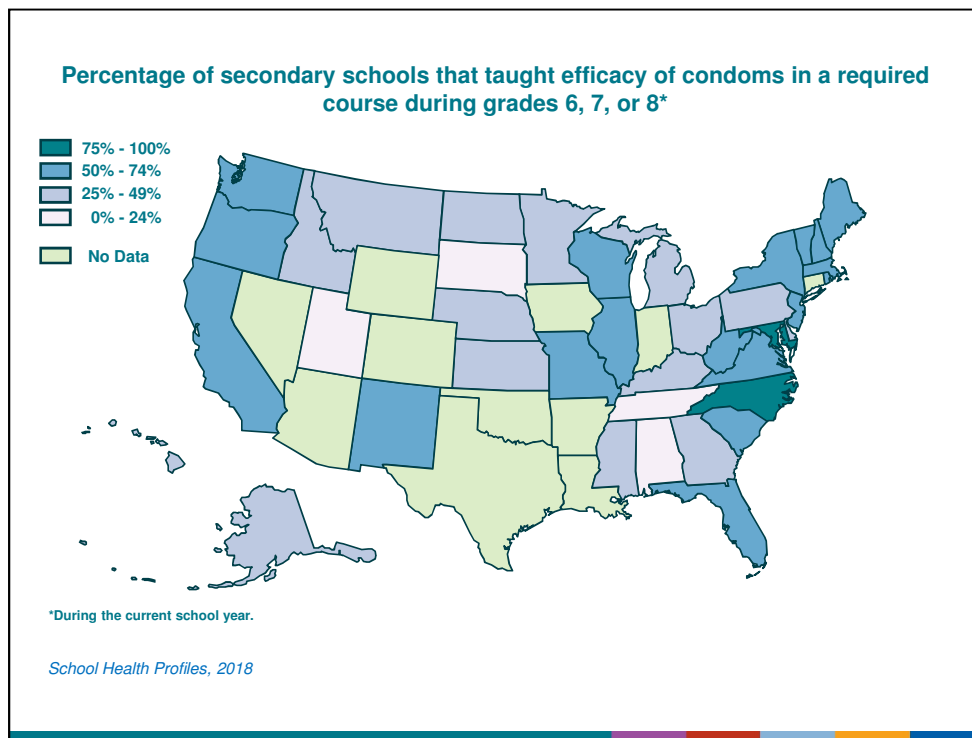 Percentage of secondary schools that taught efficacy of condoms in a required
course during grades 6, 7, or 8*
75% - 100%
50% - 74%
25% - 49%
0% - 24%
No Data
*During the current school year.
School Health Profiles, 2018